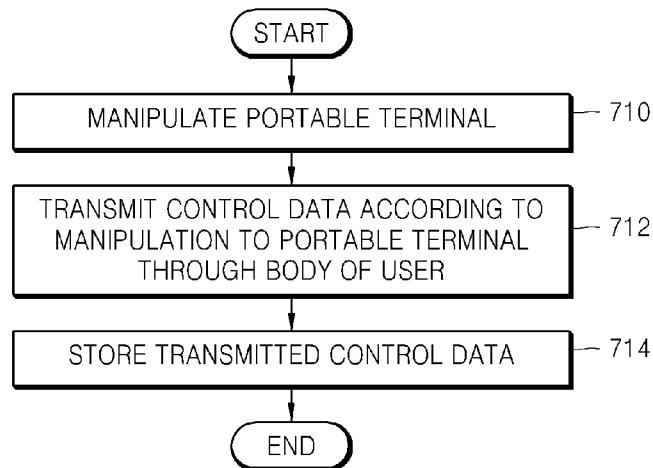 START
MANIPULATE PORTABLE TERMINAL
710
TRANSMIT CONTROL DATA ACCORDING TO
MANIPULATION TO PORTABLE TERMINAL
THROUGH BODY OF USER
712
STORE TRANSMITTED CONTROL DATA
714
END